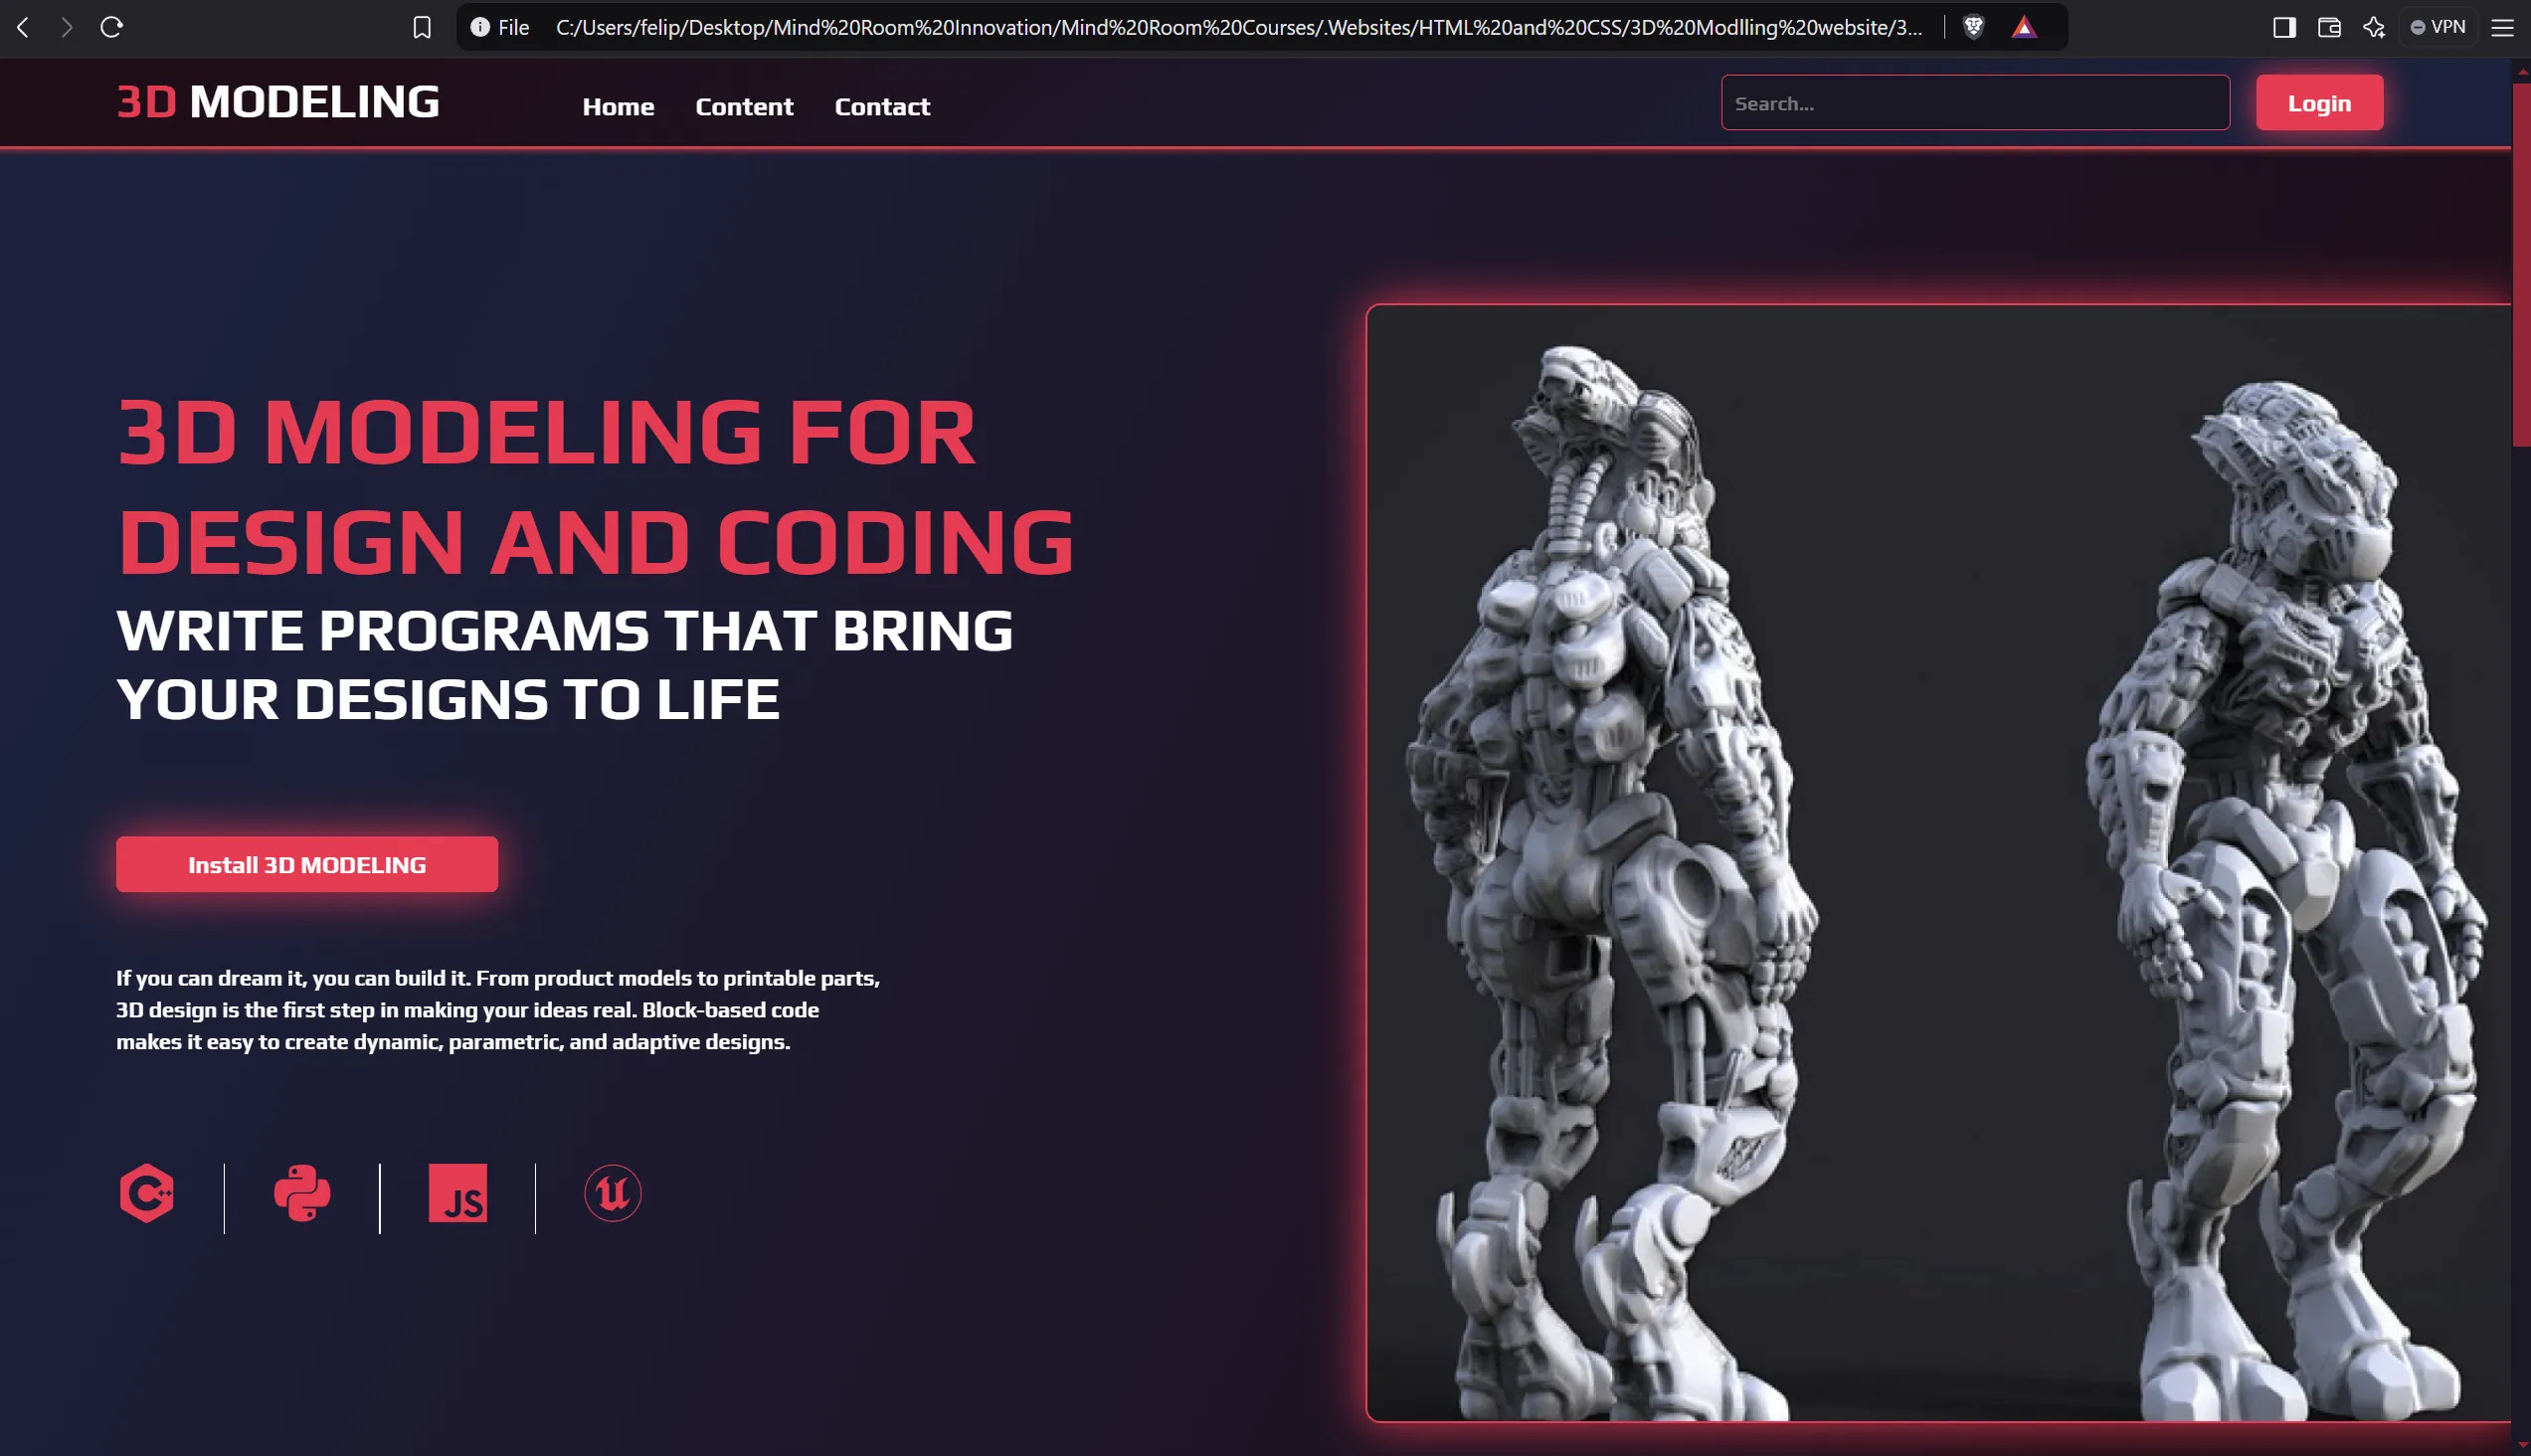 File C:/Users/felip/Desktop/Mind%20Room%20Innovation/Mind%20Room%20Courses/.Websites/HTML%20and%20CSS/3D%20Modlling%20website/3... VPN
3D MODELING Home Content Contact Search... Login
3D MODELING FOR
DESIGN AND CODING
WRITE PROGRAMS THAT BRING
YOUR DESIGNS TO LIFE
Install 3D MODELING
If you can dream it, you can build it. From product models to printable parts,
3D design is the first step in making your ideas real. Block-based code
makes it easy to create dynamic, parametric, and adaptive designs.
C++ JS u